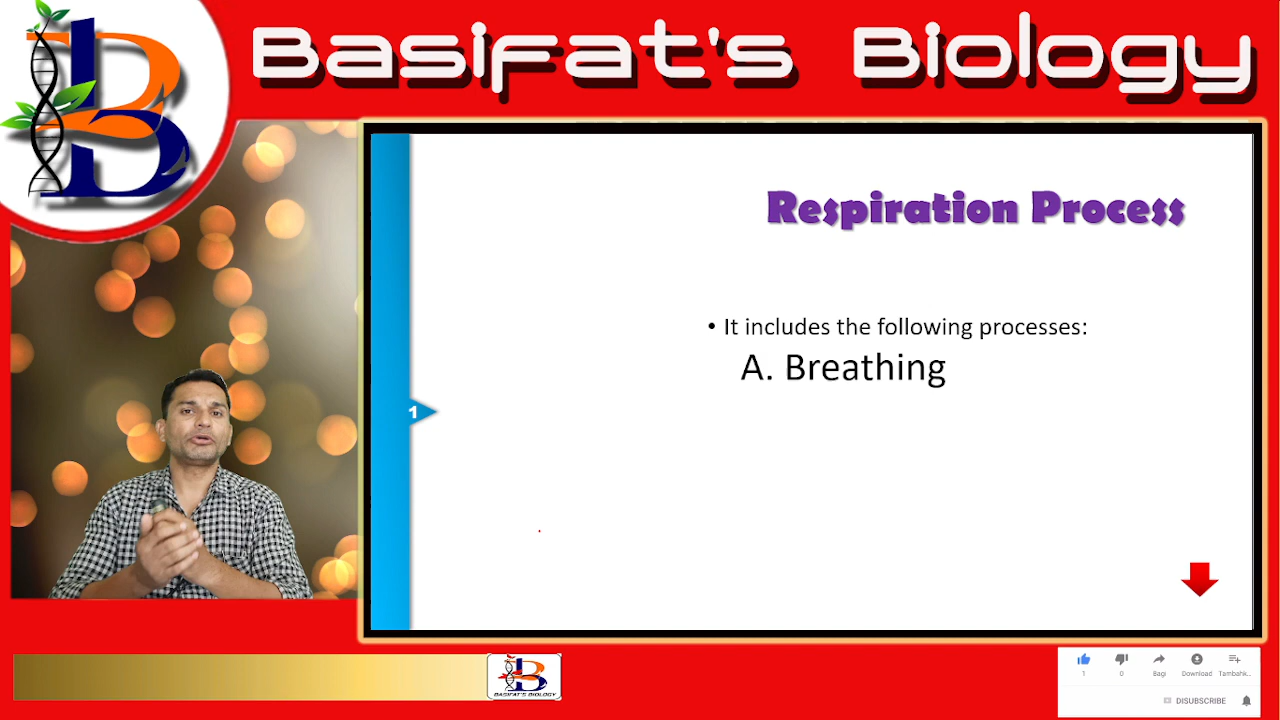 Basifat's Biology
B
Respiration Process
• It includes the following processes:
A. Breathing
1
B
BASIFAT'S BIOLOGY
1 0 Bagi Download Tambahk...
DISUBSCRIBE